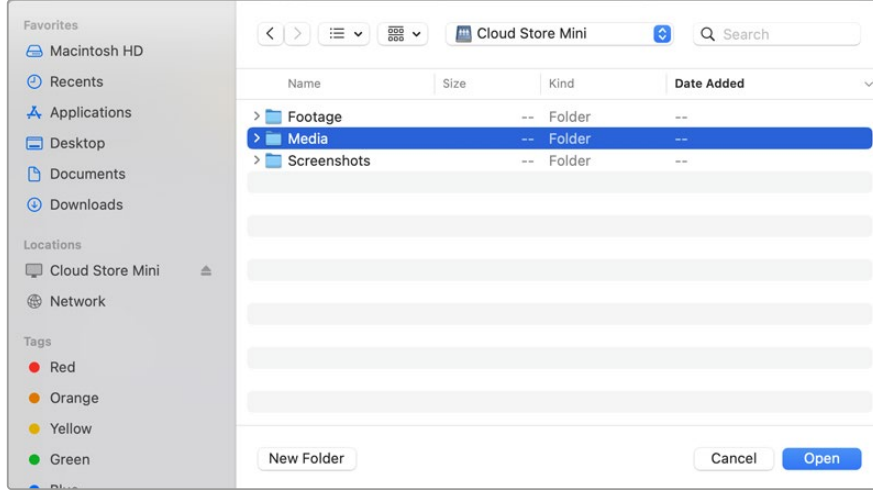 Favorites
Macintosh HD
Recents
Applications
Desktop
Documents
Downloads
Locations
Cloud Store Mini
Network
Tags
Red
Orange
Yellow
Green
Blue
Cloud Store Mini
Search
Name Size Kind Date Added
Footage -- Folder --
Media -- Folder --
Screenshots -- Folder --
New Folder Cancel Open